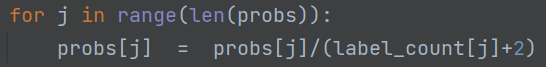 for j in range(len(probs)):
    probs[j]  =  probs[j]/(label_count[j]+2)